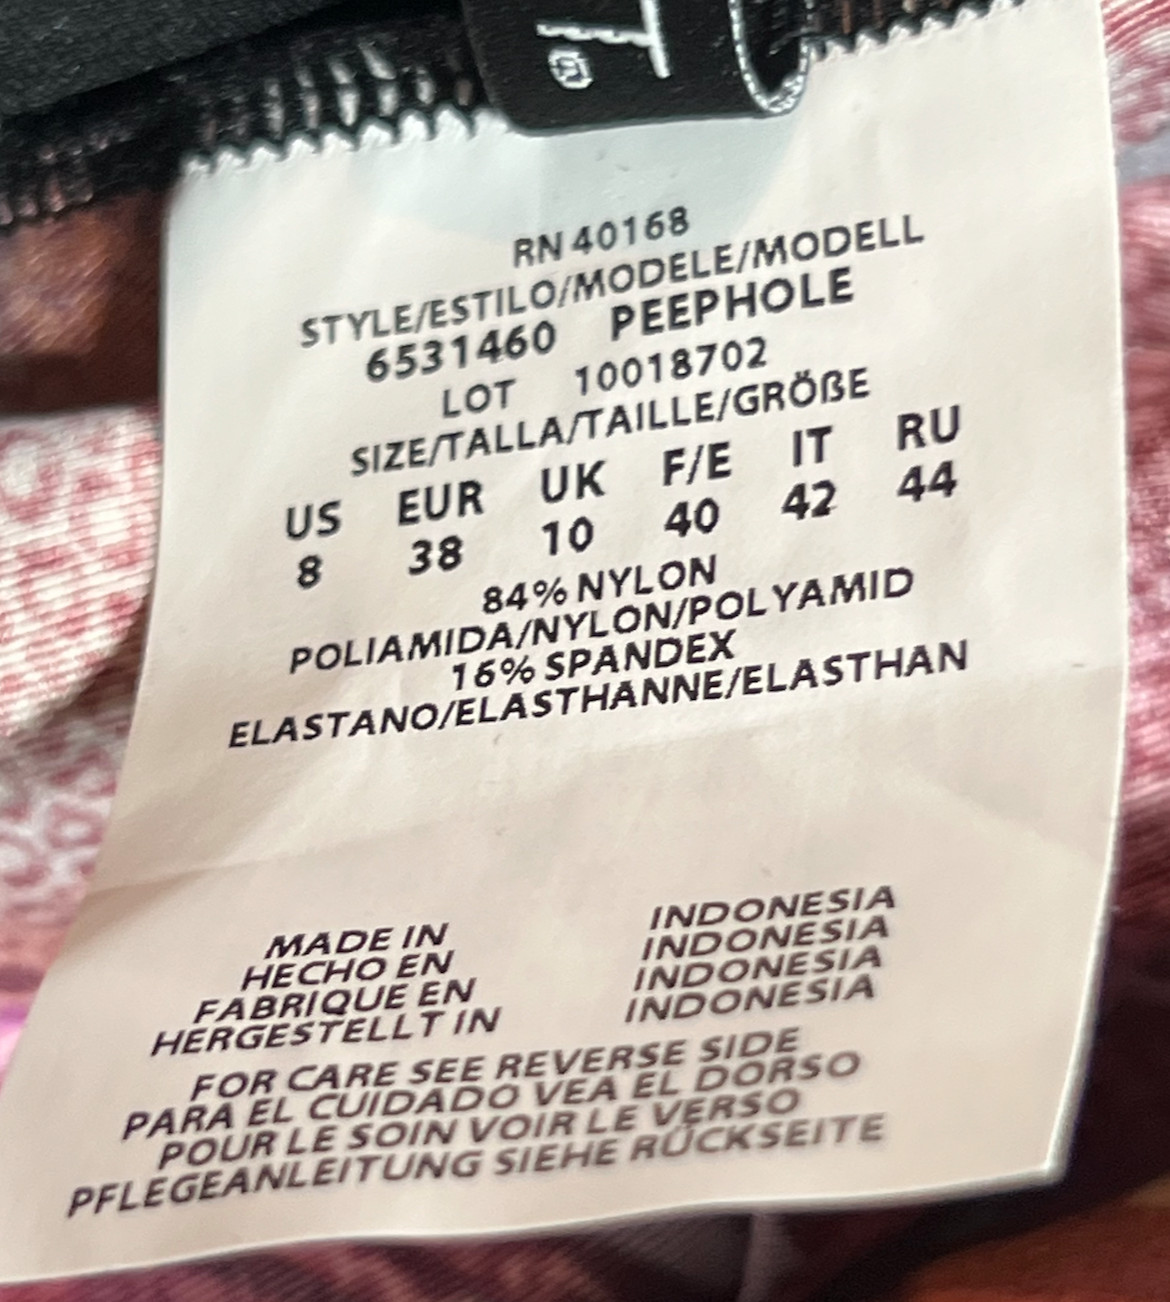 RN 40168
STYLE/ESTILO/MODELE/MODELL
6531460 PEEPHOLE
LOT 10018702
SIZE/TALLA/TAILLE/GRÖßE
US EUR UK F/E IT RU
8 38 10 40 42 44
84% NYLON
POLIAMIDA/NYLON/POLYAMID
16% SPANDEX
ELASTANO/ELASTHANNE/ELASTHAN
MADE IN INDONESIA
HECHO EN INDONESIA
FABRIQUE EN INDONESIA
HERGESTELLT IN INDONESIA
FOR CARE SEE REVERSE SIDE
PARA EL CUIDADO VEA EL DORSO
POUR LE SOIN VOIR LE VERSO
PFLEGEANLEITUNG SIEHE RÜCKSEITE